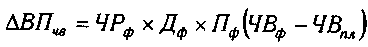 ΔВП_чв = ЧР_ф × Д_ф × П_ф(ЧВ_ф − ЧВ_пл)